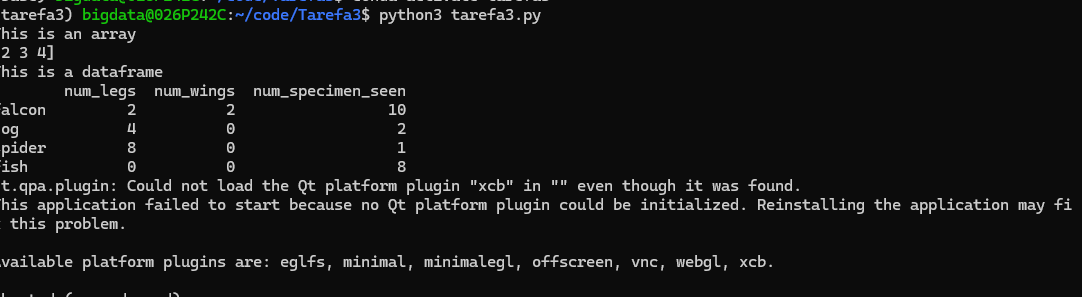 tarefa3) bigdata@026P242C:~/code/Tarefa3$ python3 tarefa3.py
his is an array
2 3 4]
his is a dataframe
num_legs num_wings num_specimen_seen
alcon 2 2 10
og 4 0 2
pider 8 0 1
ish 0 0 8
t.qpa.plugin: Could not load the Qt platform plugin "xcb" in "" even though it was found.
his application failed to start because no Qt platform plugin could be initialized. Reinstalling the application may fi
this problem.
vailable platform plugins are: eglfs, minimal, minimalegl, offscreen, vnc, webgl, xcb.